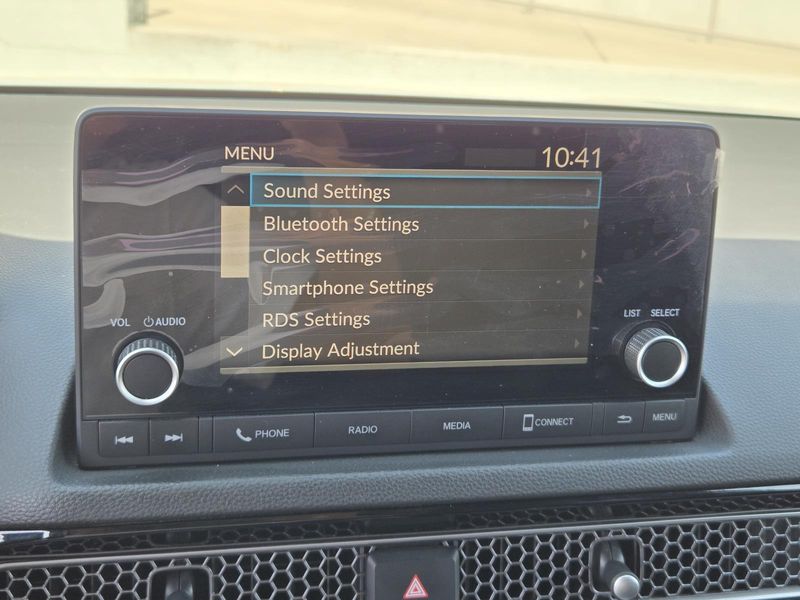 MENU 10:41
Sound Settings
Bluetooth Settings
Clock Settings
Smartphone Settings
RDS Settings
Display Adjustment
VOL AUDIO
LIST SELECT
PHONE RADIO MEDIA CONNECT MENU